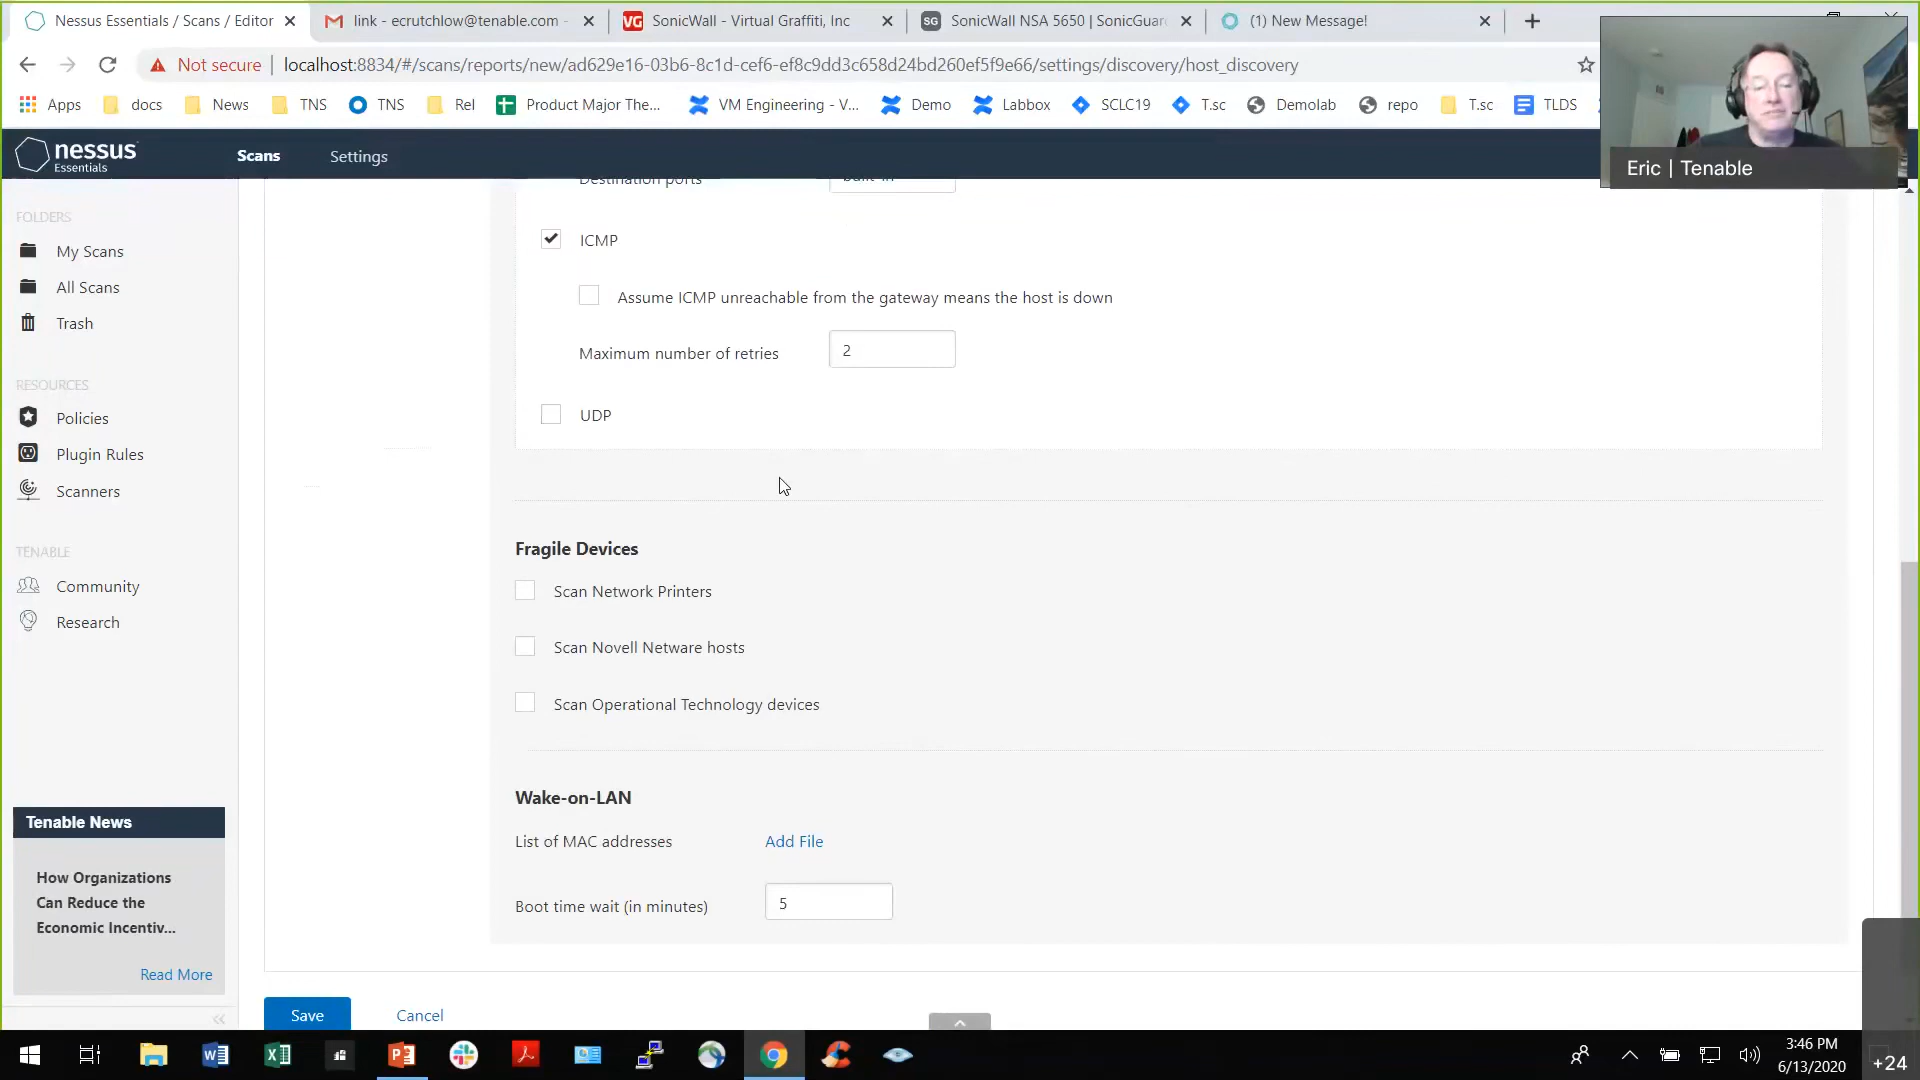 Nessus Essentials / Scans / Editor
link - ecrutchlow@tenable.com -
VG SonicWall - Virtual Graffiti, Inc
SG SonicWall NSA 5650 | SonicGuar
(1) New Message!
Not secure
localhost:8834/#/scans/reports/new/ad629e16-03b6-8c1d-cef6-ef8c9dd3c658d24bd260ef5f9e66/settings/discovery/host_discovery
Apps
docs
News
TNS
TNS
Rel
Product Major The...
VM Engineering - V...
Demo
Labbox
SCLC19
T.sc
Demolab
repo
T.sc
TLDS
Eric | Tenable
nessus
Essentials
Scans
Settings
FOLDERS
My Scans
All Scans
Trash
RESOURCES
Policies
Plugin Rules
Scanners
TENABLE
Community
Research
Tenable News
How Organizations
Can Reduce the
Economic Incentiv...
Read More
Destination ports
built-in
ICMP
Assume ICMP unreachable from the gateway means the host is down
Maximum number of retries
2
UDP
Fragile Devices
Scan Network Printers
Scan Novell Netware hosts
Scan Operational Technology devices
Wake-on-LAN
List of MAC addresses
Add File
Boot time wait (in minutes)
5
Save
Cancel
3:46 PM
6/13/2020
+24